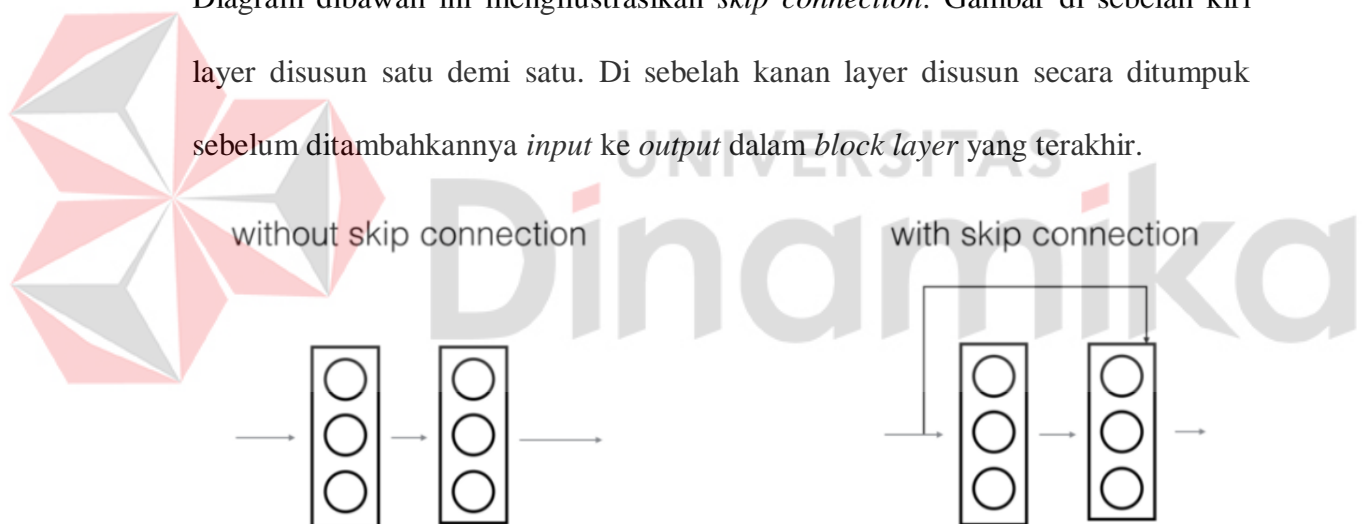 Diagram dibawah ini mengilustrasikan skip connection. Gambar di sebelah kiri
layer disusun satu demi satu. Di sebelah kanan layer disusun secara ditumpuk
sebelum ditambahkannya input ke output dalam block layer yang terakhir.
UNIVERSITAS
Dinamika
without skip connection
with skip connection